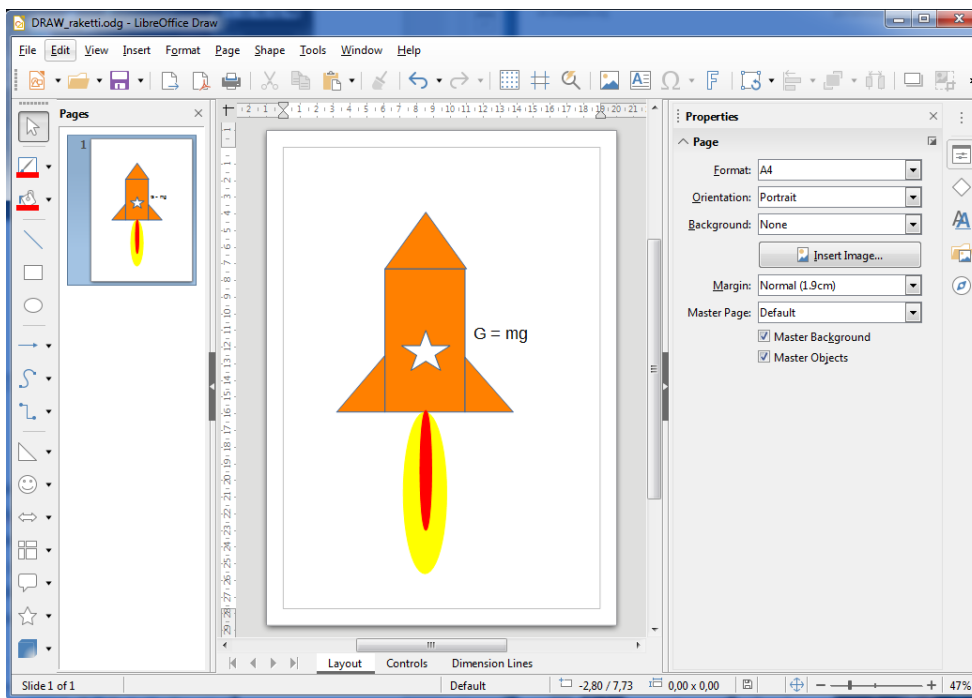 DRAW_raketti.odg - LibreOffice Draw
File Edit View Insert Format Page Shape Tools Window Help
Pages
1
G = mg
G = mg
Properties
Page
Format: A4
Orientation: Portrait
Background: None
Insert Image...
Margin: Normal (1.9cm)
Master Page: Default
Master Background
Master Objects
Layout Controls Dimension Lines
Slide 1 of 1 Default -2,80 / 7,73 0,00 x 0,00 47%